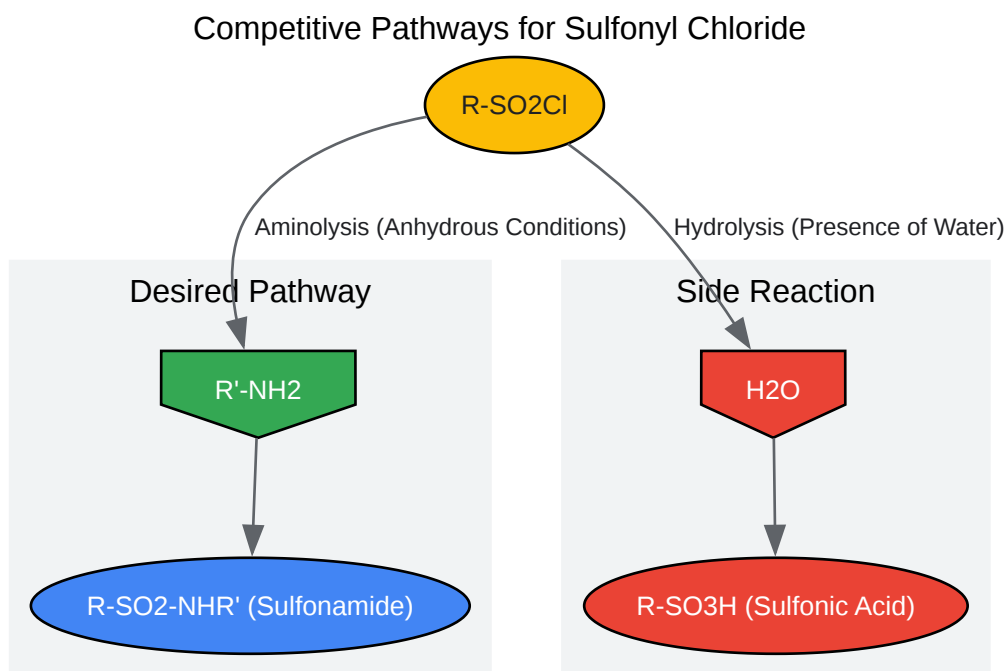 Competitive Pathways for Sulfonyl Chloride
R-SO2Cl
Aminolysis (Anhydrous Conditions)
Hydrolysis (Presence of Water)
Desired Pathway
Side Reaction
R'-NH2
H2O
R-SO2-NHR' (Sulfonamide)
R-SO3H (Sulfonic Acid)